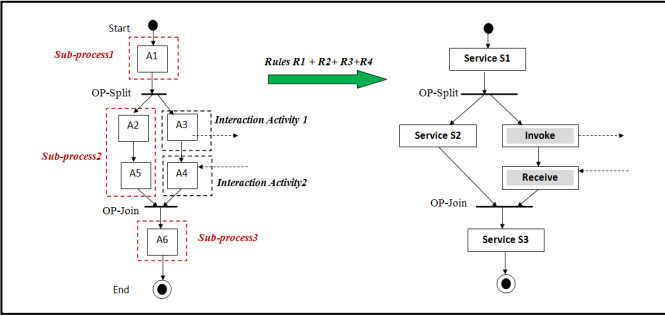 Start
Sub-process1
A1
Rules R1 + R2+ R3+R4
Service S1
OP-Split
OP-Split
A2
A3
Interaction Activity 1
Service S2
Invoke
Sub-process2
A5
A4
Interaction Activity2
Receive
OP-Join
OP-Join
A6
Sub-process3
Service S3
End